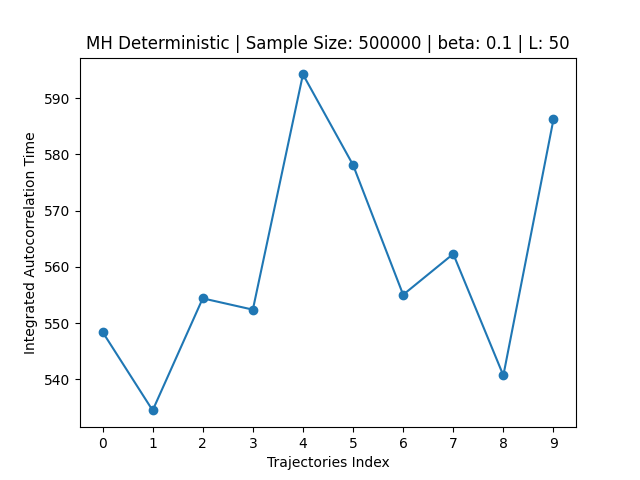 MH Deterministic | Sample Size: 500000 | beta: 0.1 | L: 50
Integrated Autocorrelation Time
590
580
570
560
550
540
0 1 2 3 4 5 6 7 8 9
Trajectories Index